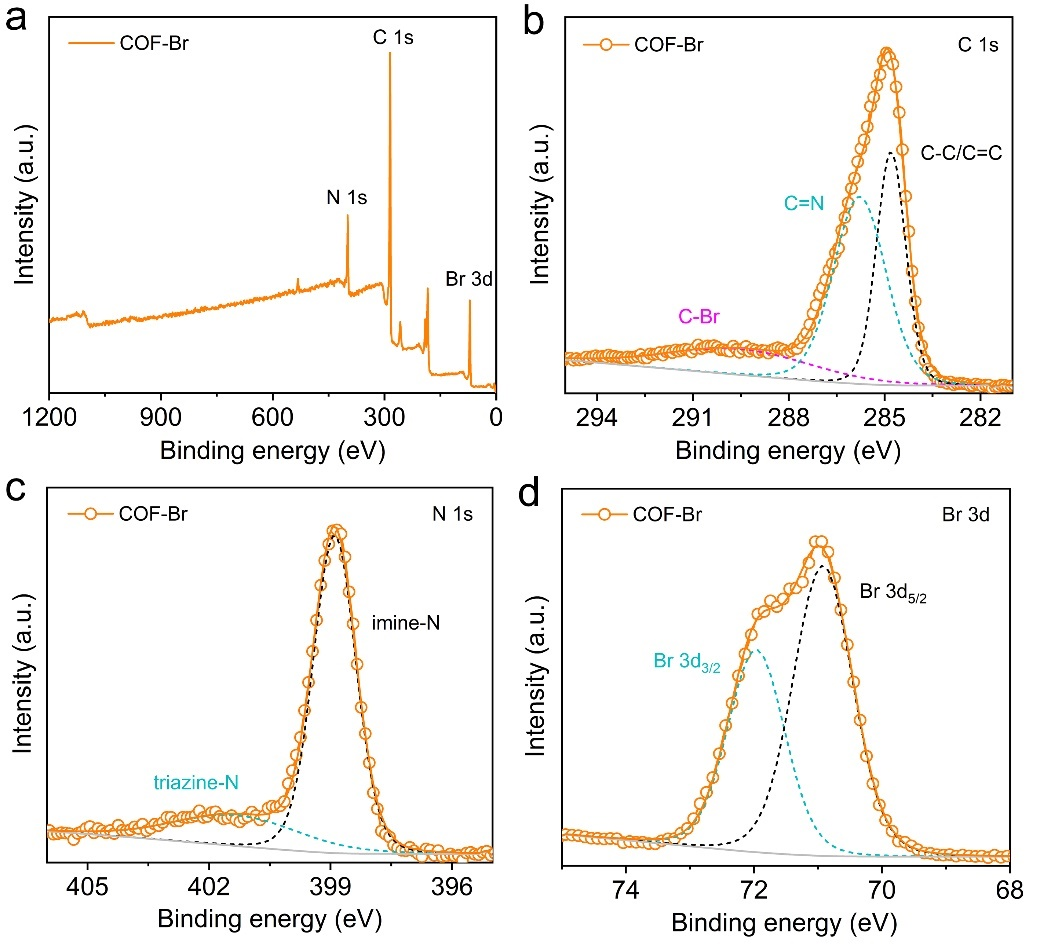 a
COF-Br
C 1s
N 1s
Br 3d
Intensity (a.u.)
1200 900 600 300 0
Binding energy (eV)
b
COF-Br
C 1s
C-C/C=C
C=N
C-Br
Intensity (a.u.)
294 291 288 285 282
Binding energy (eV)
c
COF-Br
N 1s
imine-N
triazine-N
Intensity (a.u.)
405 402 399 396
Binding energy (eV)
d
COF-Br
Br 3d
Br 3d5/2
Br 3d3/2
Intensity (a.u.)
74 72 70 68
Binding energy (eV)